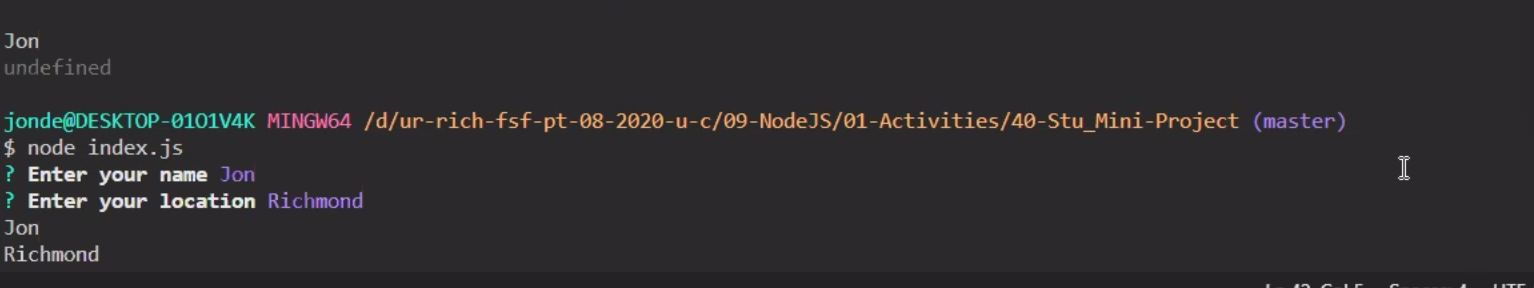 Jon
undefined
jonde@DESKTOP-01O1V4K MINGW64 /d/ur-rich-fsf-pt-08-2020-u-c/09-NodeJS/01-Activities/40-Stu_Mini-Project (master)
$ node index.js
? Enter your name Jon
? Enter your location Richmond
Jon
Richmond